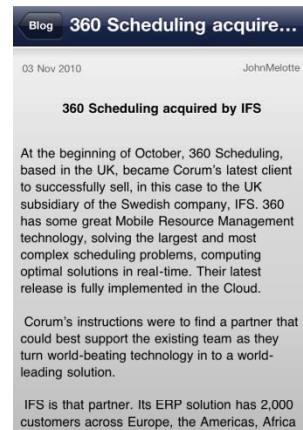 Blog 360 Scheduling acquire...
03 Nov 2010 JohnMelotte
360 Scheduling acquired by IFS
At the beginning of October, 360 Scheduling,
based in the UK, became Corum's latest client
to successfully sell, in this case to the UK
subsidiary of the Swedish company, IFS. 360
has some great Mobile Resource Management
technology, solving the largest and most
complex scheduling problems, computing
optimal solutions in real-time. Their latest
release is fully implemented in the Cloud.
Corum's instructions were to find a partner that
could best support the existing team as they
turn world-beating technology in to a world-
leading solution.
IFS is that partner. Its ERP solution has 2,000
customers across Europe, the Americas, Africa